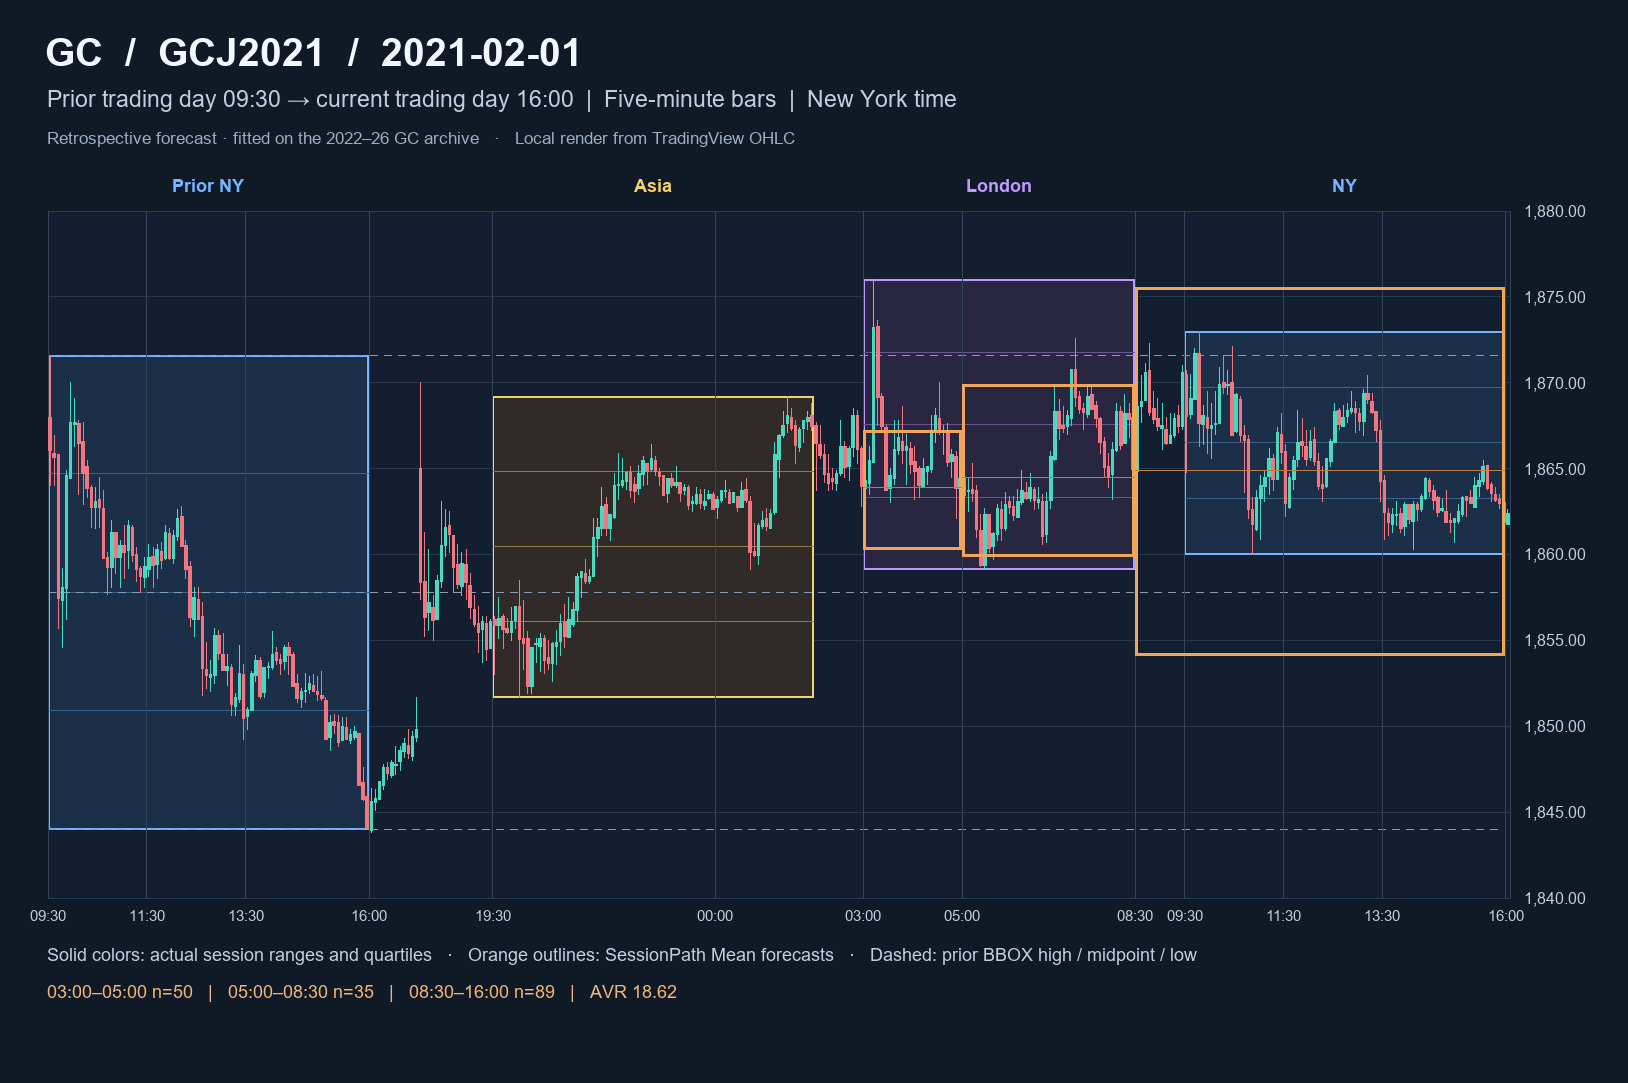 GC / GCJ2021 / 2021-02-01
Prior trading day 09:30 → current trading day 16:00 | Five-minute bars | New York time
Retrospective forecast · fitted on the 2022–26 GC archive · Local render from TradingView OHLC
Prior NY Asia London NY
1,880.00
1,875.00
1,870.00
1,865.00
1,860.00
1,855.00
1,850.00
1,845.00
1,840.00
09:30 11:30 13:30 16:00 19:30 00:00 03:00 05:00 08:30 09:30 11:30 13:30 16:00
Solid colors: actual session ranges and quartiles · Orange outlines: SessionPath Mean forecasts · Dashed: prior BBOX high / midpoint / low
03:00–05:00 n=50 | 05:00–08:30 n=35 | 08:30–16:00 n=89 | AVR 18.62